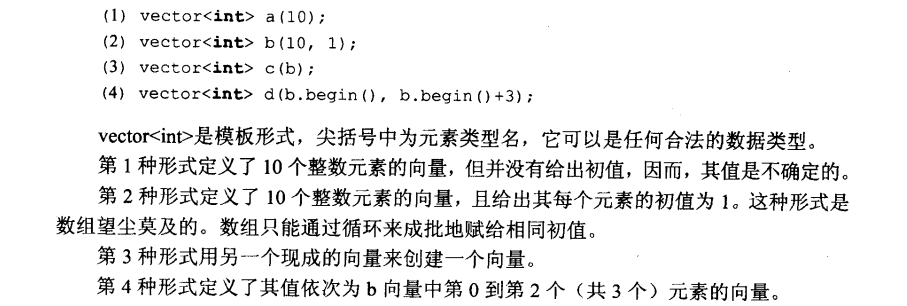 (1) vector<int> a(10);
(2) vector<int> b(10, 1);
(3) vector<int> c(b);
(4) vector<int> d(b.begin(), b.begin()+3);
vector<int>是模板形式，尖括号中为元素类型名，它可以是任何合法的数据类型。
第 1 种形式定义了 10 个整数元素的向量，但并没有给出初值，因而，其值是不确定的。
第 2 种形式定义了 10 个整数元素的向量，且给出其每个元素的初值为 1。这种形式是
数组望尘莫及的。数组只能通过循环来成批地赋给相同初值。
第 3 种形式用另一个现成的向量来创建一个向量。
第 4 种形式定义了其值依次为 b 向量中第 0 到第 2 个（共 3 个）元素的向量。